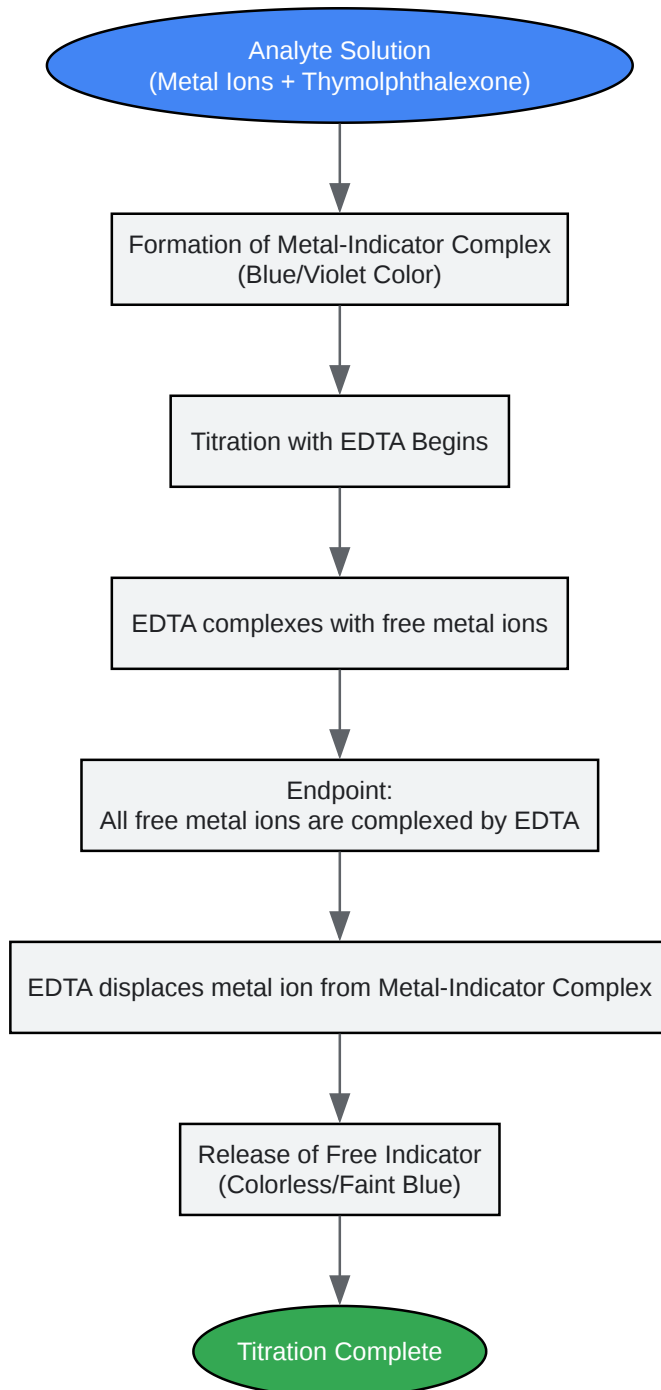 Analyte Solution
(Metal Ions + Thymolphthalexone)
Formation of Metal-Indicator Complex
(Blue/Violet Color)
Titration with EDTA Begins
EDTA complexes with free metal ions
Endpoint:
All free metal ions are complexed by EDTA
EDTA displaces metal ion from Metal-Indicator Complex
Release of Free Indicator
(Colorless/Faint Blue)
Titration Complete